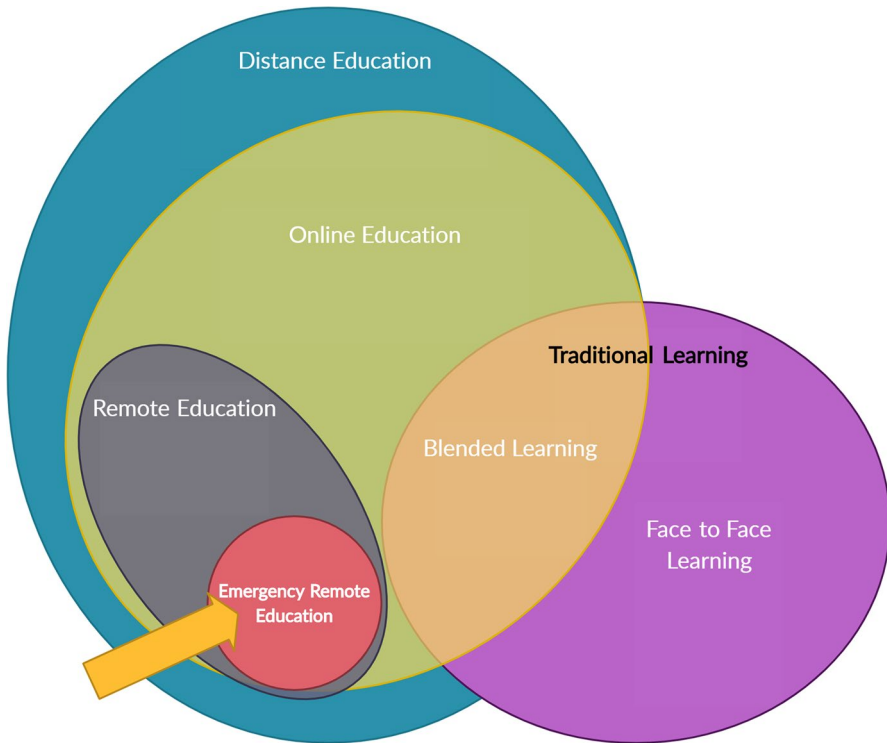 Distance Education
Online Education
Traditional Learning
Remote Education
Blended Learning
Face to Face
Learning
Emergency Remote
Education